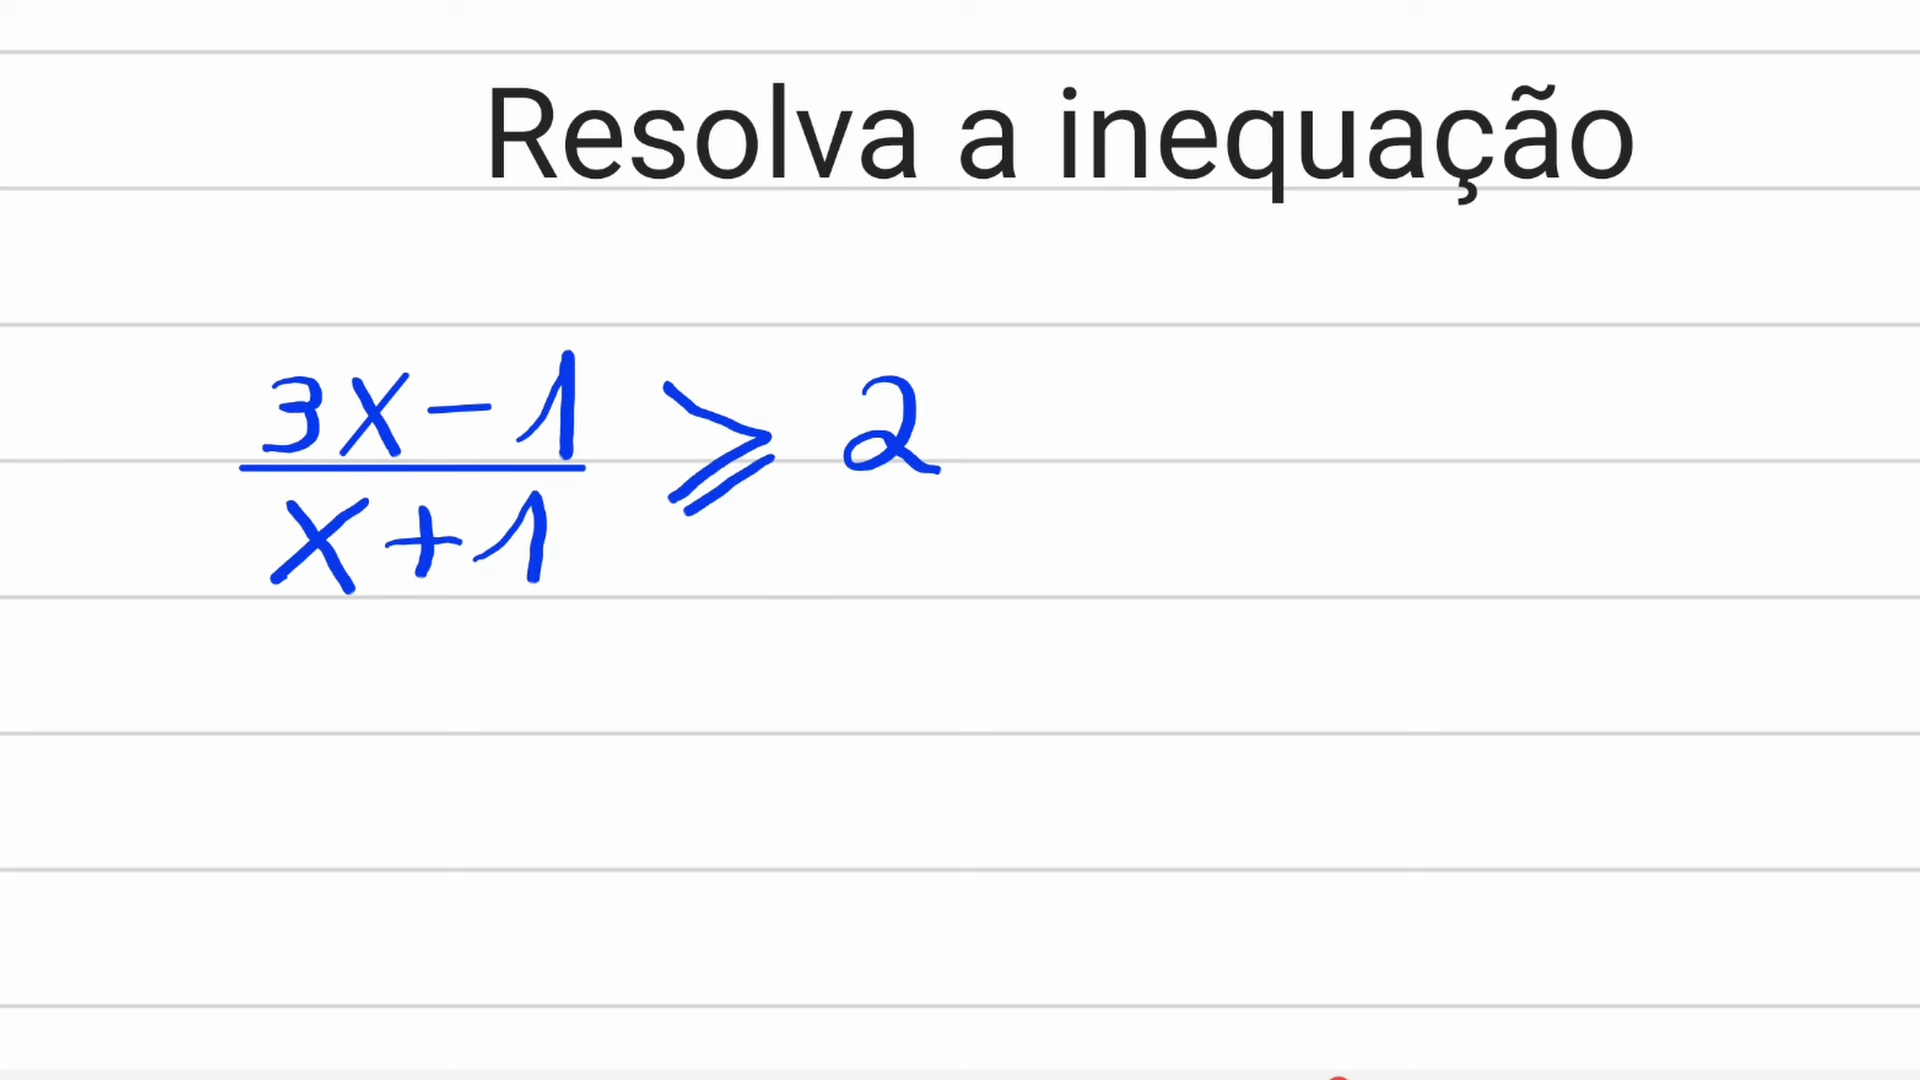 Resolva a inequação
3x-1 ⩾ 2
x+1